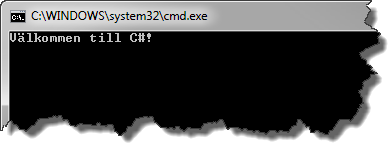 C:\WINDOWS\system32\cmd.exe
Välkommen till C#!